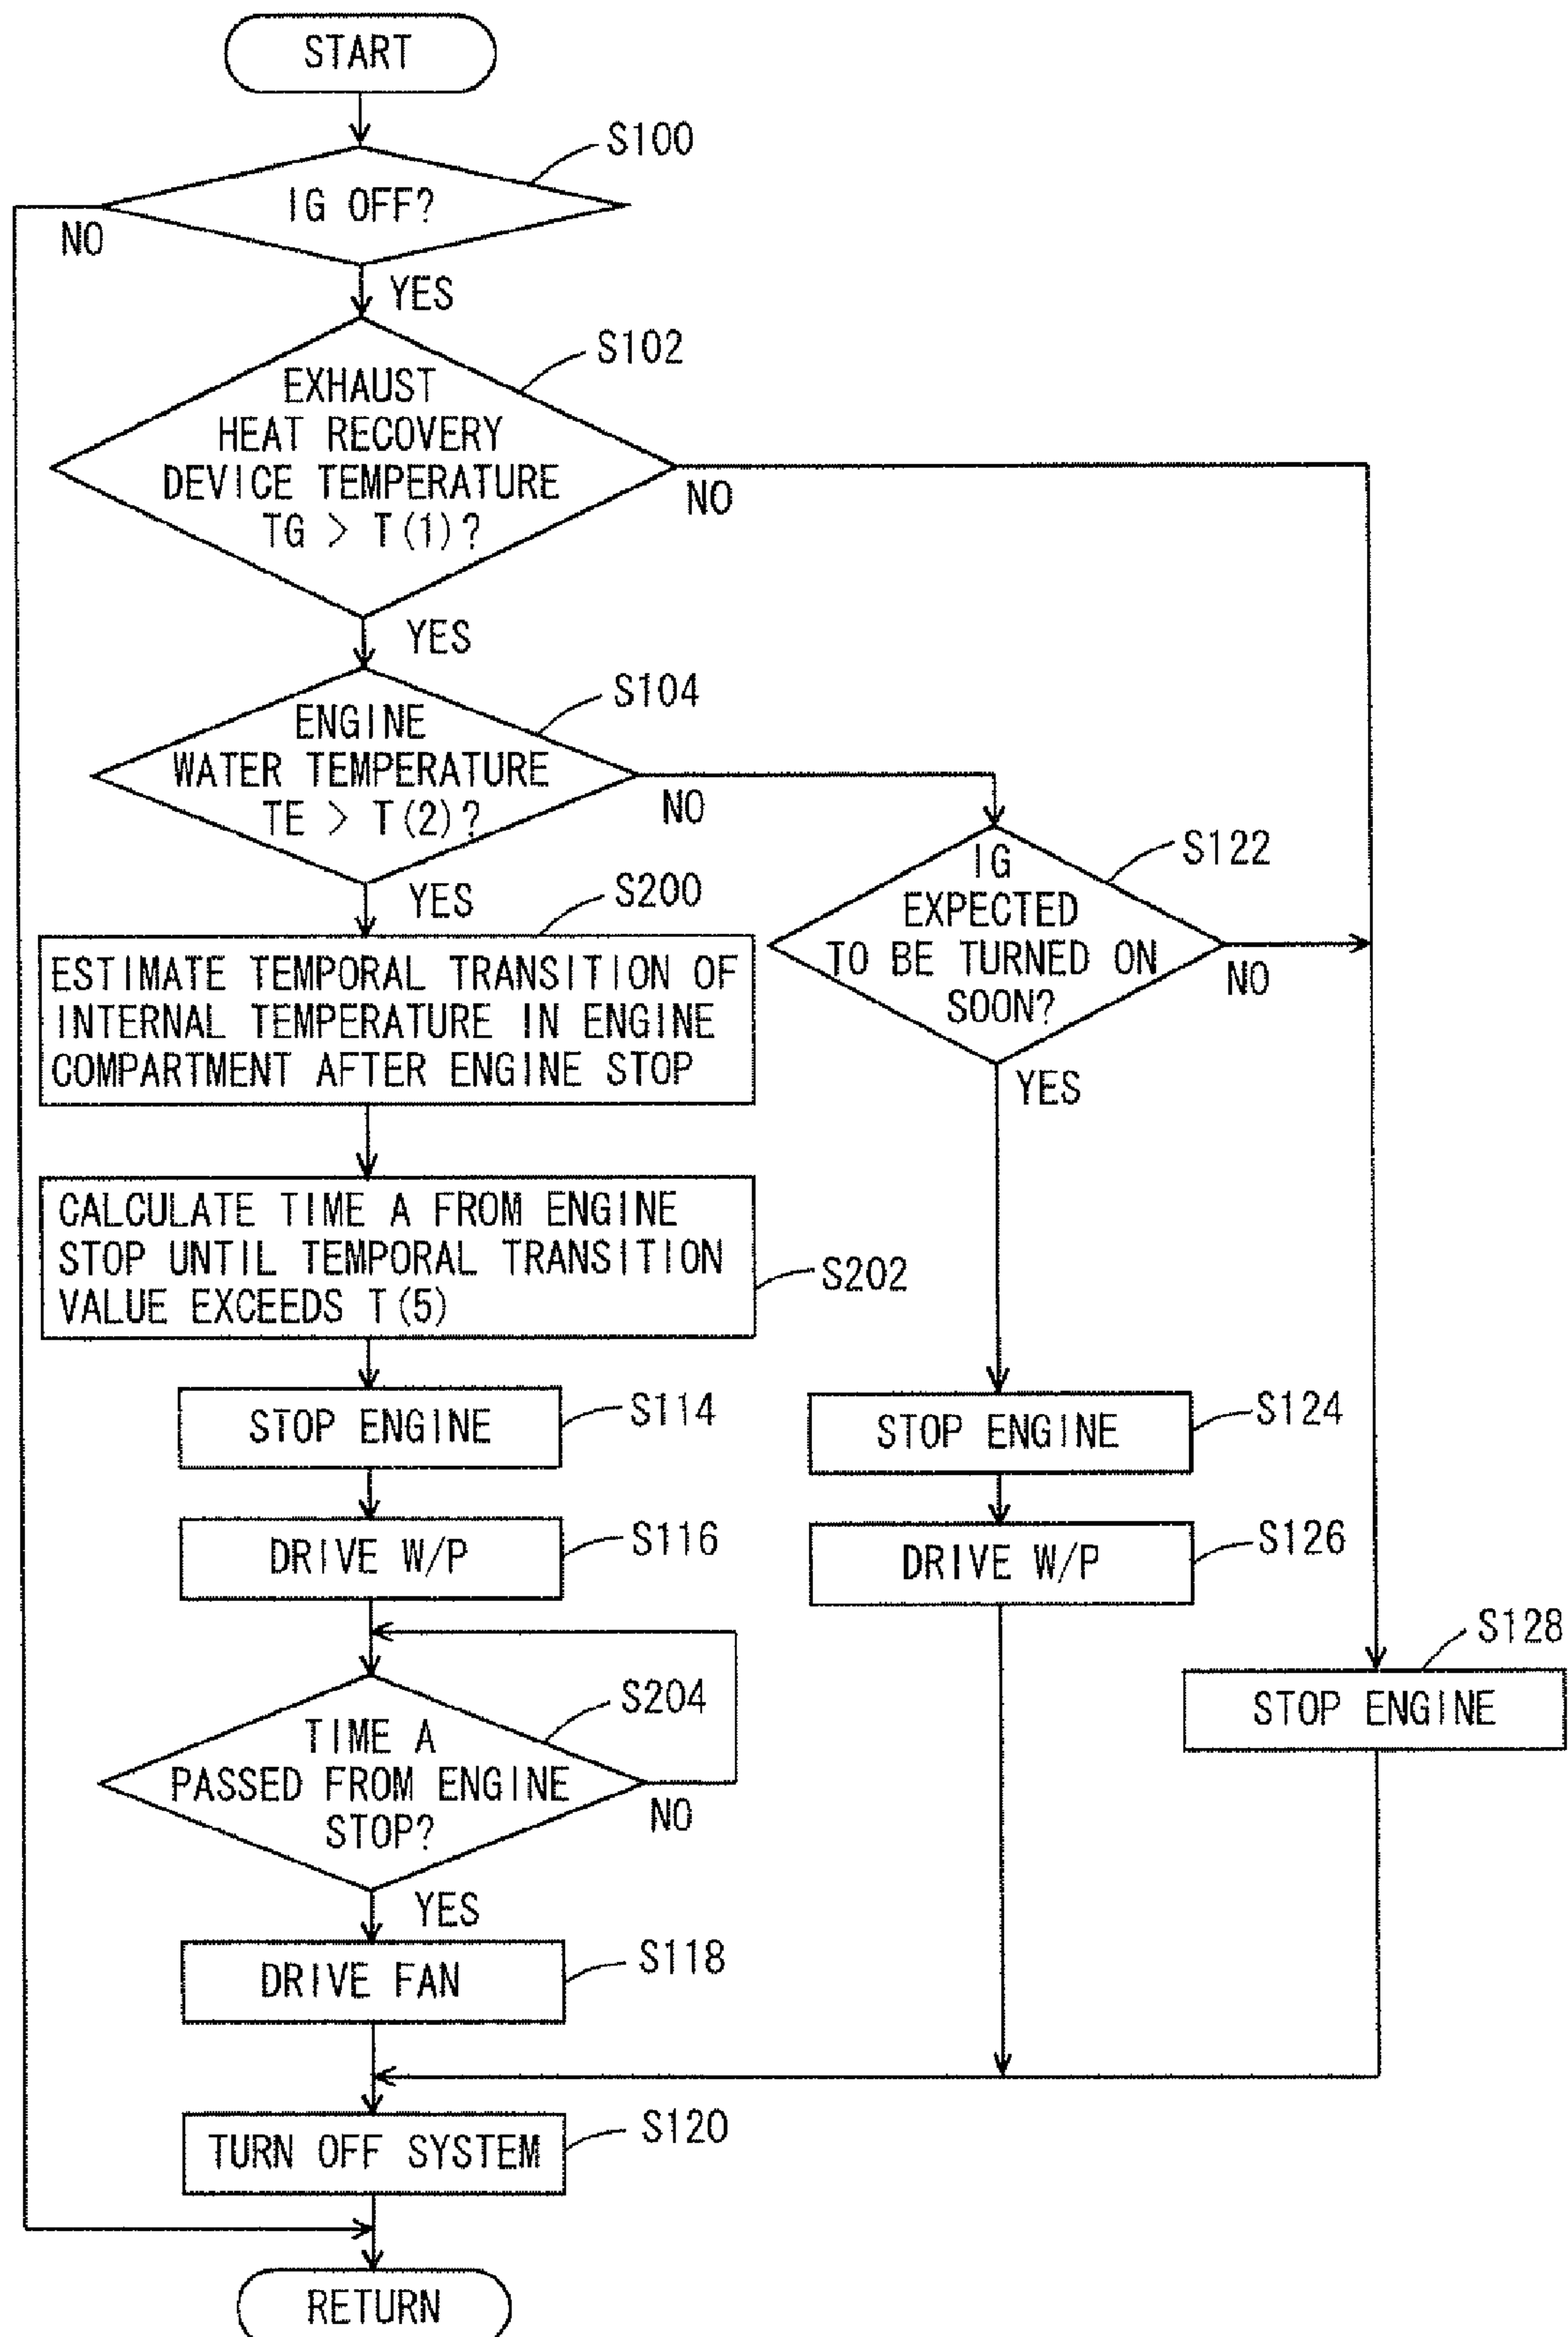 START
S100
IG OFF?
NO
YES
S102
EXHAUST
HEAT RECOVERY
DEVICE TEMPERATURE
TG > T(1)?
NO
YES
S104
ENGINE
WATER TEMPERATURE
TE > T(2)?
NO
YES
S122
IG
EXPECTED
TO BE TURNED ON
SOON?
NO
YES
S200
ESTIMATE TEMPORAL TRANSITION OF
INTERNAL TEMPERATURE IN ENGINE
COMPARTMENT AFTER ENGINE STOP
CALCULATE TIME A FROM ENGINE
STOP UNTIL TEMPORAL TRANSITION
VALUE EXCEEDS T(5)
S202
STOP ENGINE
S114
STOP ENGINE
S124
DRIVE W/P
S116
DRIVE W/P
S126
S128
STOP ENGINE
S204
TIME A
PASSED FROM ENGINE
STOP?
NO
YES
DRIVE FAN
S118
TURN OFF SYSTEM
S120
RETURN